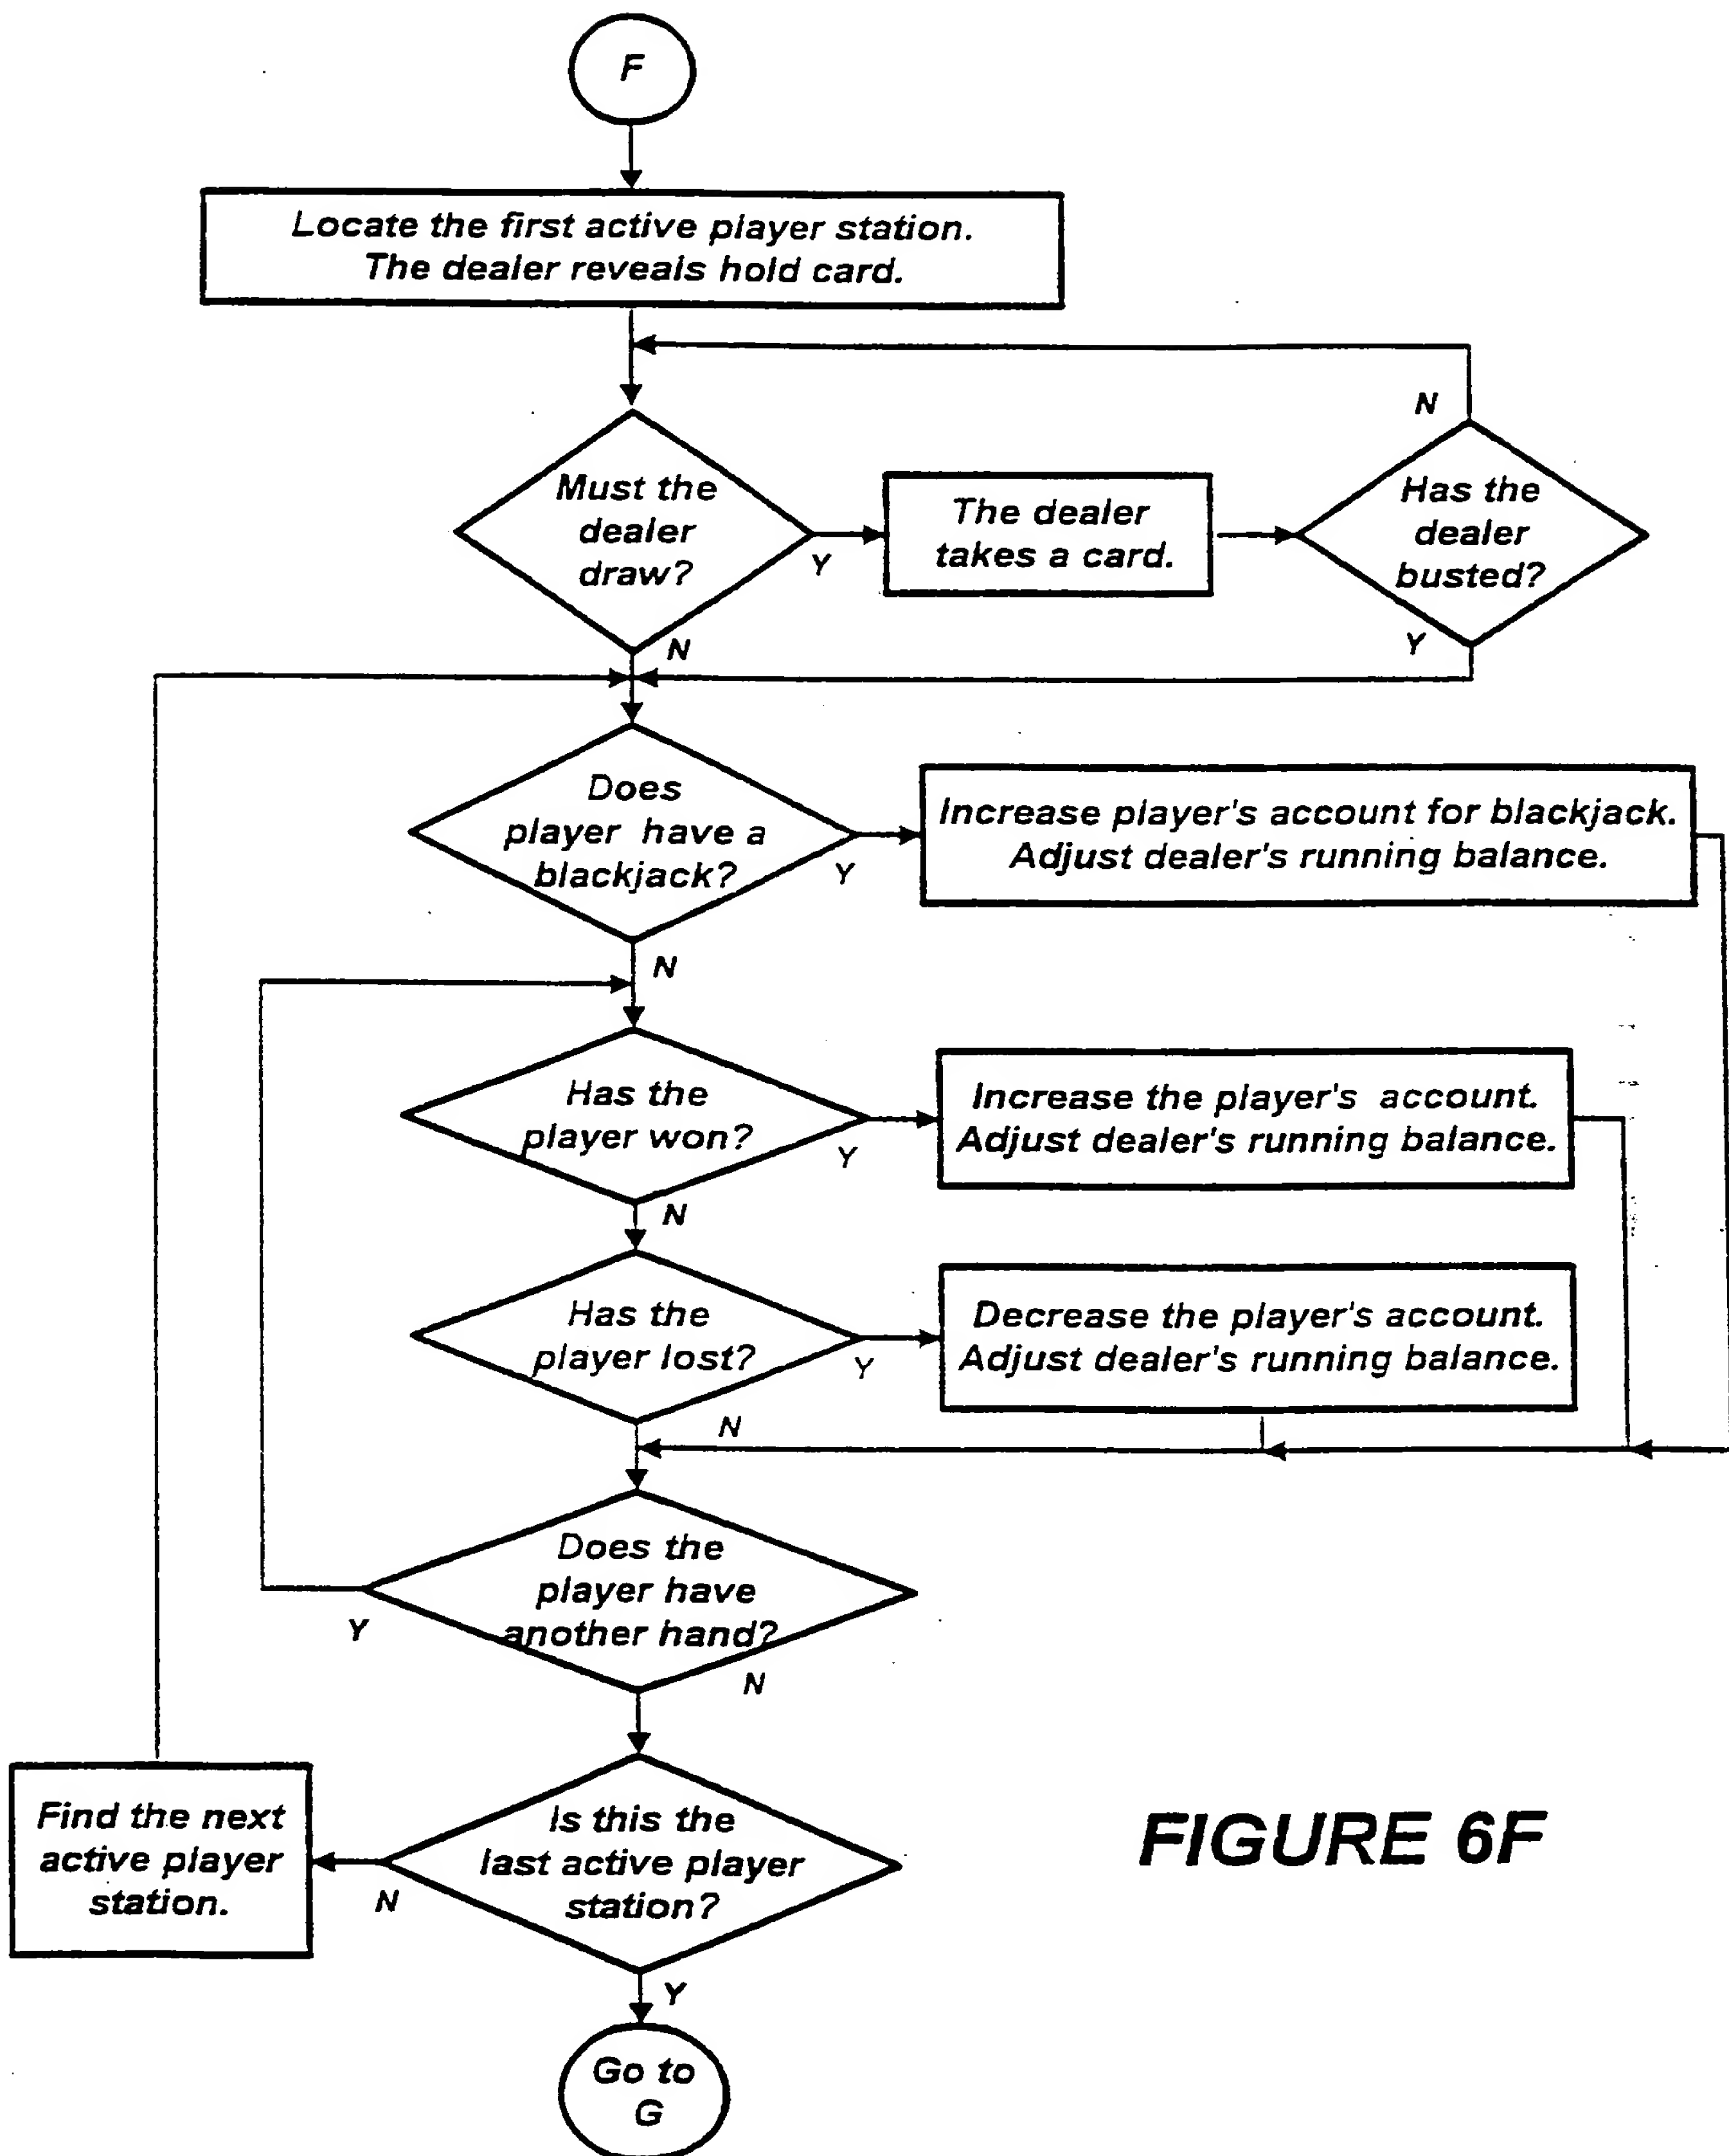 F
Locate the first active player station.
The dealer reveals hold card.
N
Must the
dealer
draw?
Y
The dealer
takes a card.
Has the
dealer
busted?
N
Y
Does
player have a
blackjack?
Y
Increase player's account for blackjack.
Adjust dealer's running balance.
N
Has the
player won?
Y
Increase the player's account.
Adjust dealer's running balance.
N
Has the
player lost?
Y
Decrease the player's account.
Adjust dealer's running balance.
N
Does the
player have
another hand?
Y
N
Find the next
active player
station.
N
Is this the
last active player
station?
Y
Go to
G
FIGURE 6F